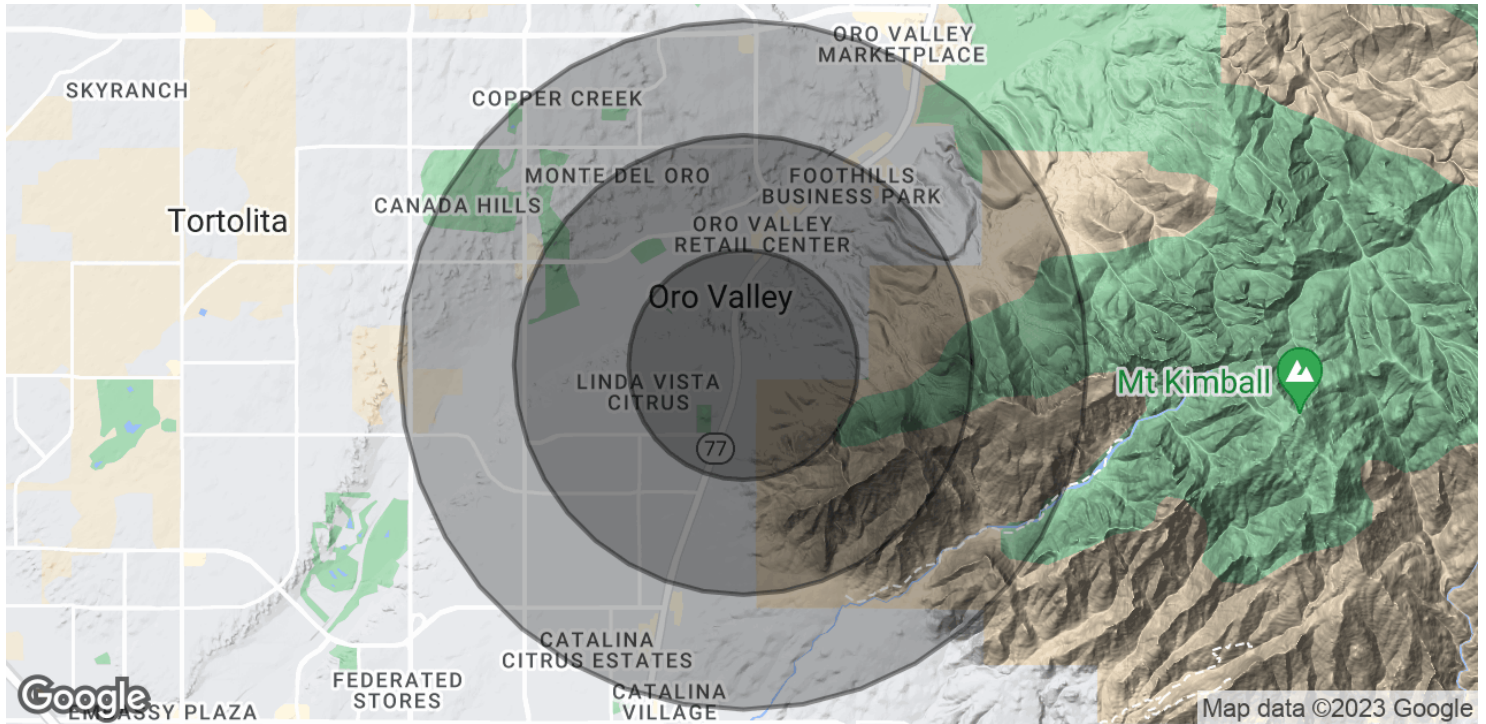 ORO VALLEY
MARKETPLACE
SKYRANCH
COPPER CREEK
MONTE DEL ORO
FOOTHILLS
BUSINESS PARK
CANADA HILLS
Tortolita
ORO VALLEY
RETAIL CENTER
Oro Valley
LINDA VISTA
CITRUS
Mt Kimball
77
CATALINA
CITRUS ESTATES
FEDERATED
STORES
CATALINA
VILLAGE
Google
EMBASSY PLAZA
Map data ©2023 Google